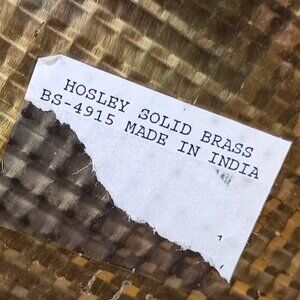 HOSLEY SOLID BRASS
BS-4915 MADE IN INDIA